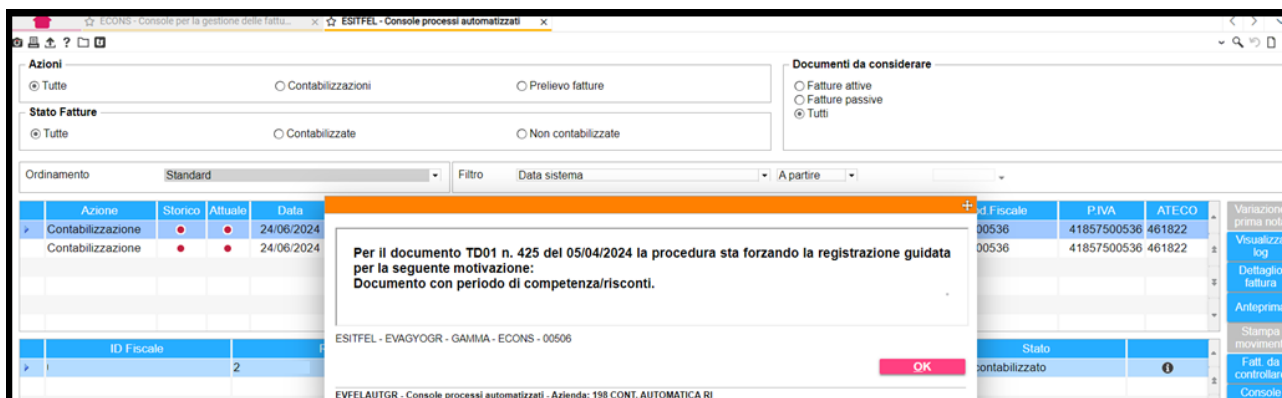 ECONS - Console per la gestione delle fattu...
ESITFEL - Console processi automatizzati
Azioni
Tutte
Contabilizzazioni
Prelievo fatture
Documenti da considerare
Fatture attive
Fatture passive
Tutti
Stato Fatture
Tutte
Contabilizzate
Non contabilizzate
Ordinamento Standard
Filtro Data sistema A partire
Azione Storico Attuale Data d.Fiscale P.IVA ATECO
Contabilizzazione 24/06/2024 00536 41857500536 461822
Contabilizzazione 24/06/2024 00536 41857500536 461822
Variazione
prima nota
Visualizza
log
Dettaglio
fattura
Anteprima
Stampa
movimenti
Fatt. da
controllare
Console
Per il documento TD01 n. 425 del 05/04/2024 la procedura sta forzando la registrazione guidata
per la seguente motivazione:
Documento con periodo di competenza/risconti.
ESITFEL - EVAGYOGR - GAMMA - ECONS - 00506
OK
ID Fiscale Stato
2 contabilizzato
EVFELAUTGR - Console processi automatizzati - Azienda: 198 CONT. AUTOMATICA RI